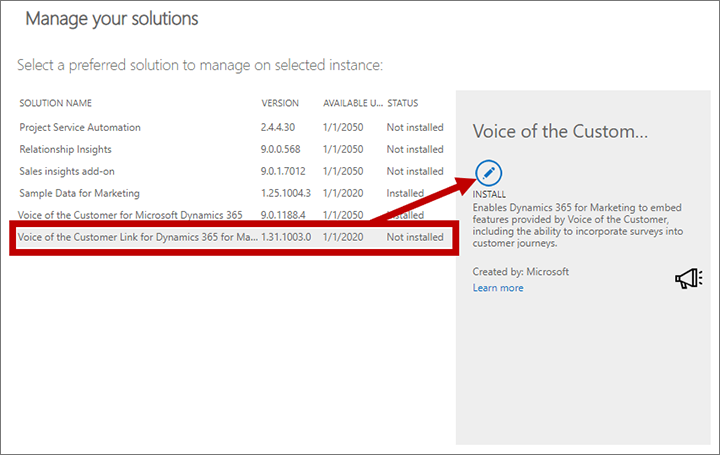 Manage your solutions
Select a preferred solution to manage on selected instance:
SOLUTION NAME VERSION AVAILABLE U... STATUS
Project Service Automation 2.4.4.30 1/1/2050 Not installed
Relationship Insights 9.0.0.568 1/1/2050 Not installed
Sales insights add-on 9.0.1.7012 1/1/2050 Not installed
Sample Data for Marketing 1.25.1004.3 1/1/2020 Installed
Voice of the Customer for Microsoft Dynamics 365 9.0.1188.4 1/1/2050 Installed
Voice of the Customer Link for Dynamics 365 for Ma... 1.31.1003.0 1/1/2020 Not installed
Voice of the Custom...
INSTALL
Enables Dynamics 365 for Marketing to embed
features provided by Voice of the Customer,
including the ability to incorporate surveys into
customer journeys.
Created by: Microsoft
Learn more